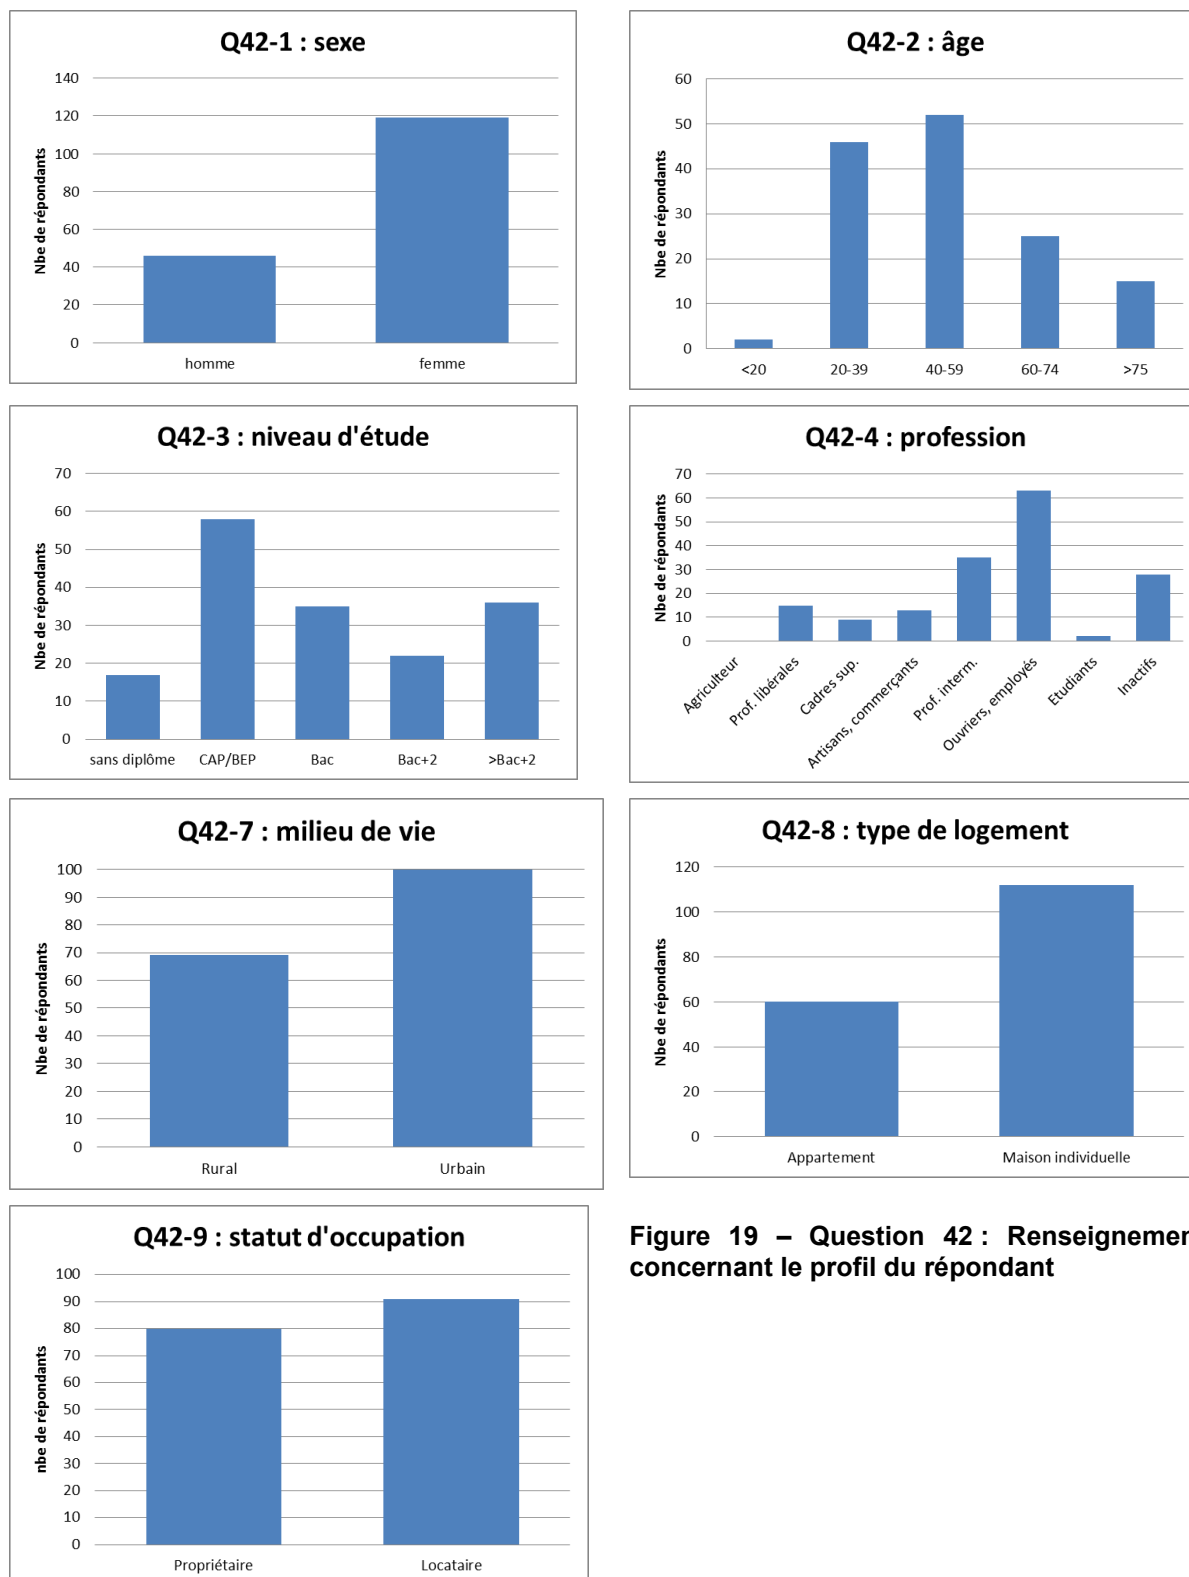 Q42-1 : sexe
Nbe de répondants
140
120
100
80
60
40
20
0
homme
femme
Q42-2 : âge
Nbe de répondants
60
50
40
30
20
10
0
<20
20-39
40-59
60-74
>75
Q42-3 : niveau d'étude
Nbe de répondants
70
60
50
40
30
20
10
0
sans diplôme
CAP/BEP
Bac
Bac+2
>Bac+2
Q42-4 : profession
Nbe de répondants
70
60
50
40
30
20
10
0
Agriculteur
Prof. libérales
Cadres sup.
Artisans, commerçants
Prof. interm.
Ouvriers, employés
Etudiants
Inactifs
Q42-7 : milieu de vie
Nbe de répondants
100
90
80
70
60
50
40
30
20
10
0
Rural
Urbain
Q42-8 : type de logement
Nbe de répondants
120
100
80
60
40
20
0
Appartement
Maison individuelle
Q42-9 : statut d'occupation
nbe de répondants
100
90
80
70
60
50
40
30
20
10
0
Propriétaire
Locataire
Figure 19 – Question 42 : Renseignemen
concernant le profil du répondant